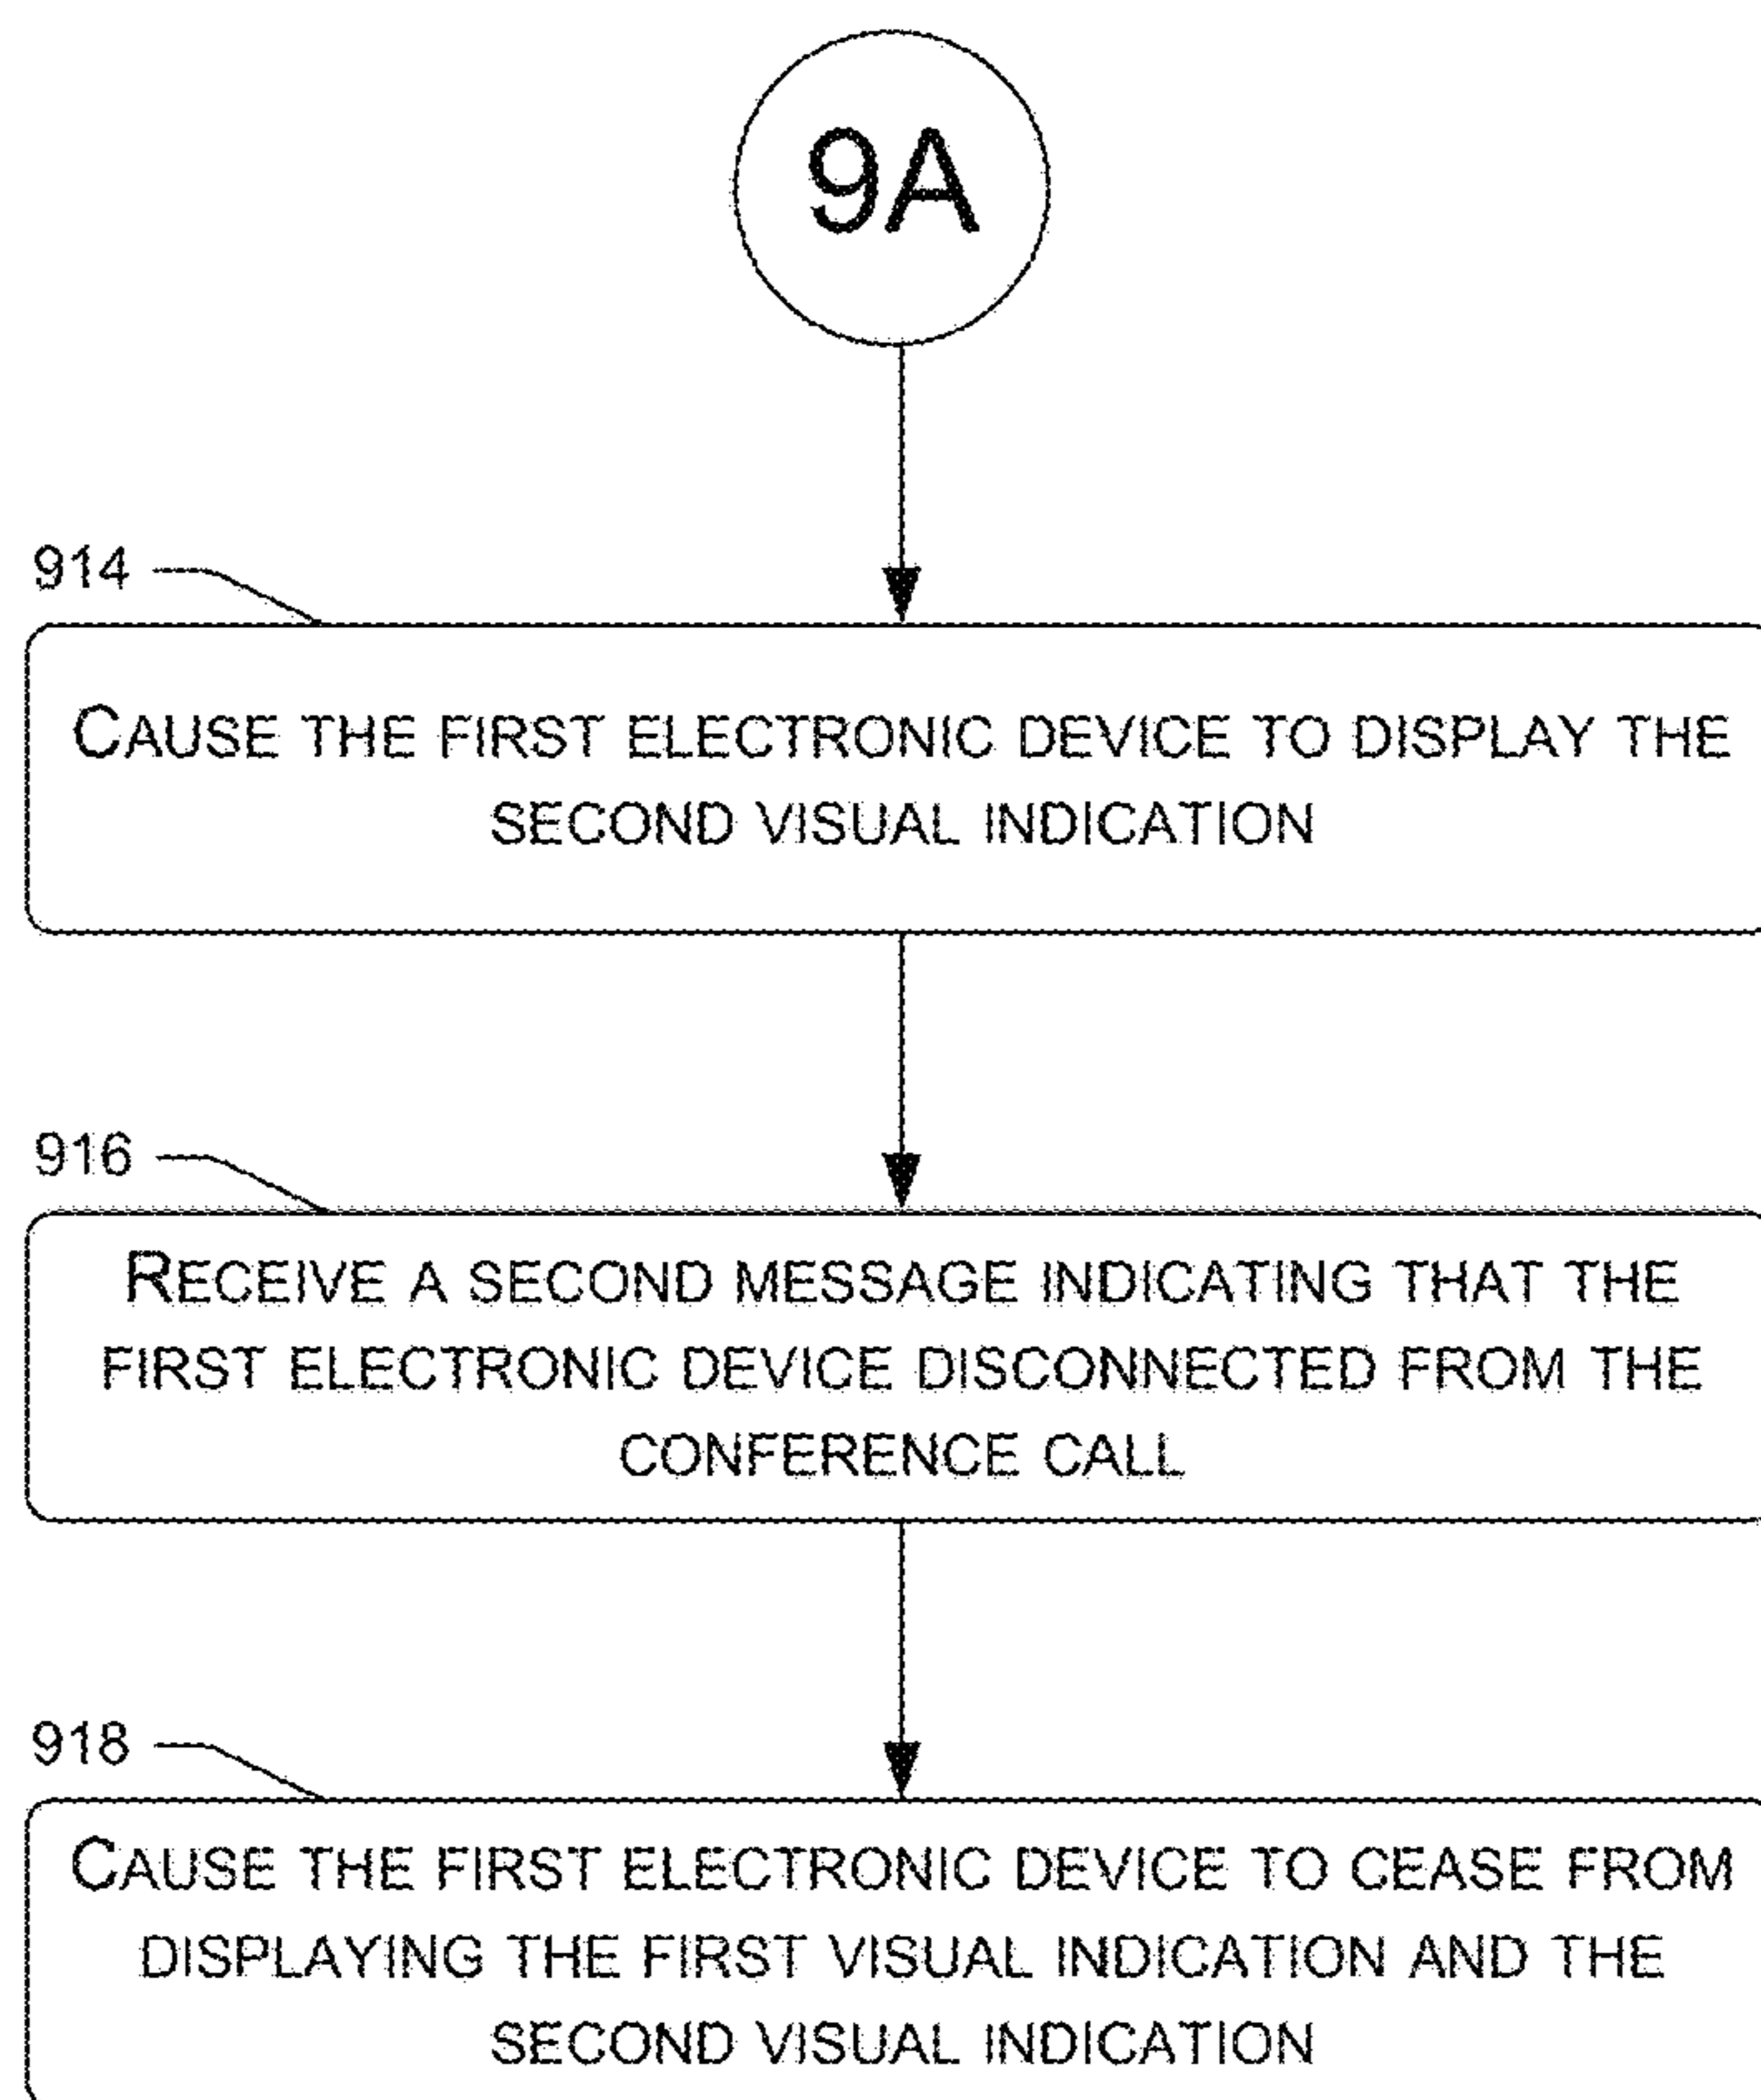 9A
914
CAUSE THE FIRST ELECTRONIC DEVICE TO DISPLAY THE
SECOND VISUAL INDICATION
916
RECEIVE A SECOND MESSAGE INDICATING THAT THE
FIRST ELECTRONIC DEVICE DISCONNECTED FROM THE
CONFERENCE CALL
918
CAUSE THE FIRST ELECTRONIC DEVICE TO CEASE FROM
DISPLAYING THE FIRST VISUAL INDICATION AND THE
SECOND VISUAL INDICATION